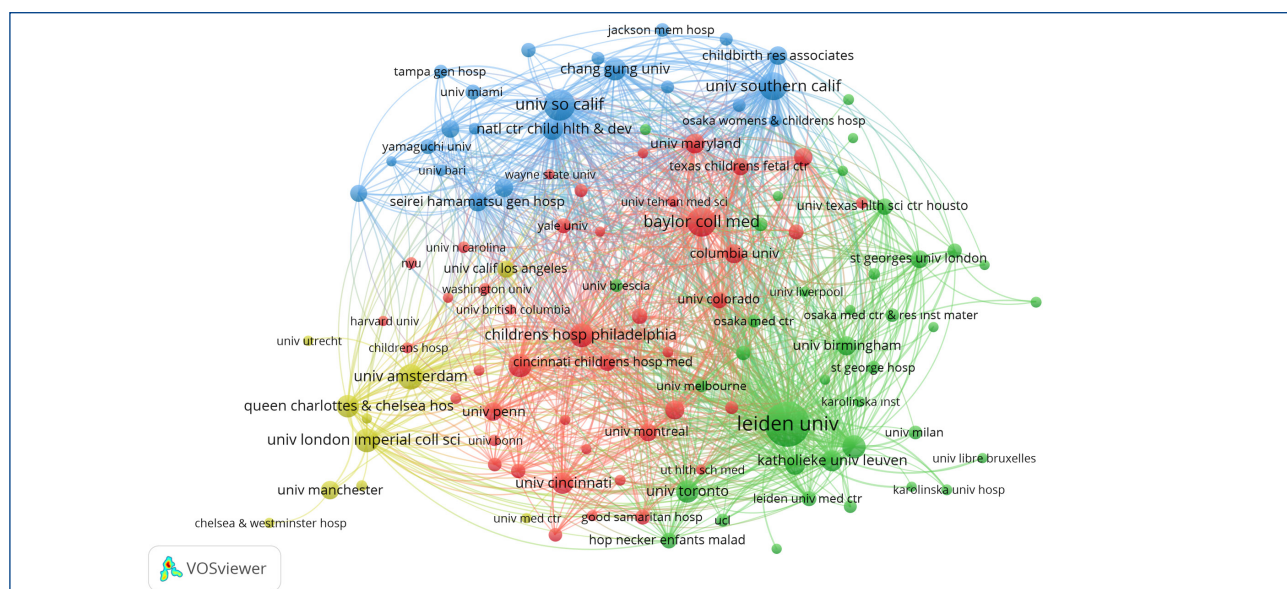 jackson mem hosp
childbirth res associates
tampa gen hosp
chang gung univ
univ miami
univ so calif
univ southern calif
natl ctr child hlth & dev
osaka womens & childrens hosp
yamaguchi univ
univ maryland
univ bari
wayne state univ
texas childrens fetal ctr
seirei hamamatsu gen hosp
univ tehran med sci
univ texas hlth sci ctr housto
yale univ
baylor coll med
univ n carolina
columbia univ
st georges univ london
nyu
univ calif los angeles
washington univ
univ brescia
univ liverpool
univ colorado
univ british columbia
osaka med ctr
osaka med ctr & res inst mater
harvard univ
childrens hosp philadelphia
univ utrecht
childrens hosp
univ birmingham
cincinnati childrens hosp med
st george hosp
univ amsterdam
univ melbourne
queen charlottes & chelsea hos
karolinska inst
univ penn
leiden univ
univ london imperial coll sci
univ bonn
univ montreal
univ milan
katholieke univ leuven
univ libre bruxelles
ut hlth sch med
univ manchester
univ cincinnati
univ toronto
leiden univ med ctr
karolinska univ hosp
chelsea & westminster hosp
univ med ctr
good samaritan hosp
ucl
hop necker enfants malad
VOSviewer